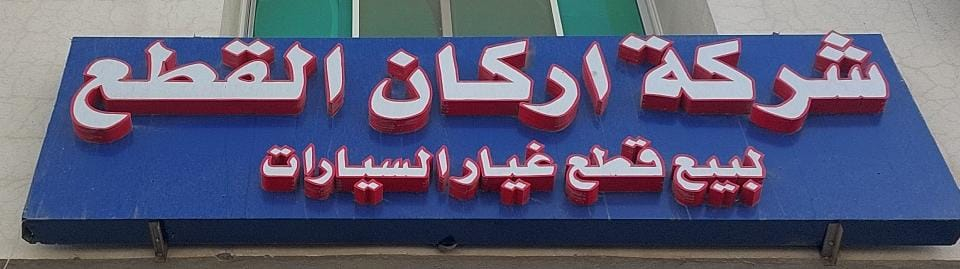 شركة اركان القطع
لبيع قطع غيار السيارات